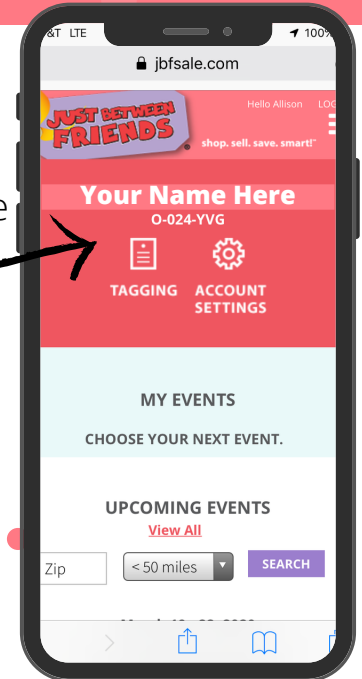 &T LTE
100%
jbfsale.com
Hello Allison LOG
JUST BETWEEN
FRIENDS
shop. sell. save. smart!
e
Your Name Here
O-024-YVG
TAGGING
ACCOUNT
SETTINGS
MY EVENTS
CHOOSE YOUR NEXT EVENT.
UPCOMING EVENTS
View All
Zip
< 50 miles
SEARCH